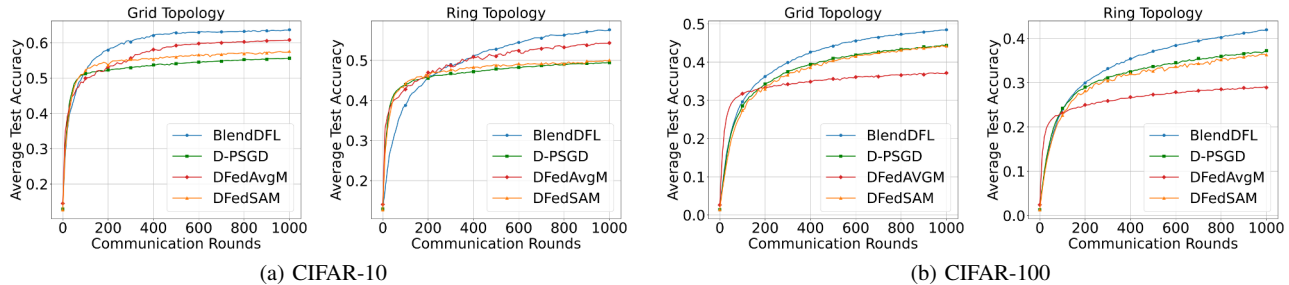 Grid Topology
Average Test Accuracy
0.6
0.5
0.4
0.3
0.2
BlendDFL
D-PSGD
DFedAvgM
DFedSAM
0 200 400 600 800 1000
Communication Rounds
Ring Topology
Average Test Accuracy
0.5
0.4
0.3
0.2
BlendDFL
D-PSGD
DFedAvgM
DFedSAM
0 200 400 600 800 1000
Communication Rounds
(a) CIFAR-10
Grid Topology
Average Test Accuracy
0.5
0.4
0.3
0.2
0.1
0.0
BlendDFL
D-PSGD
DFedAVGM
DFedSAM
0 200 400 600 800 1000
Communication Rounds
Ring Topology
Average Test Accuracy
0.4
0.3
0.2
0.1
0.0
BlendDFL
D-PSGD
DFedAvgM
DFedSAM
0 200 400 600 800 1000
Communication Rounds
(b) CIFAR-100